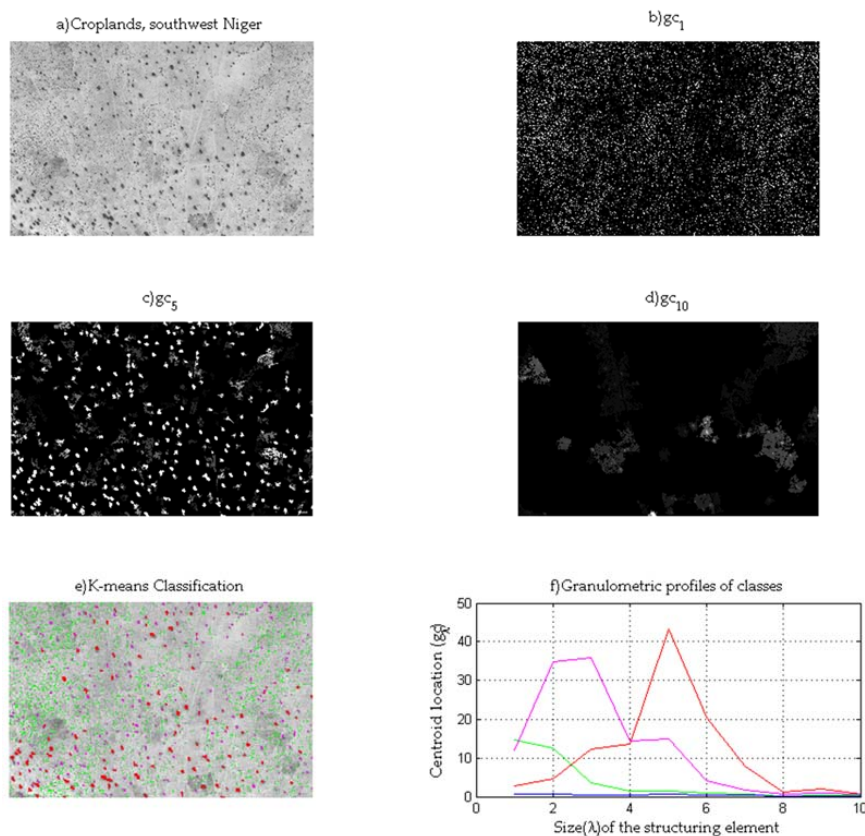 a)Croplands, southwest Niger
b)gc1
c)gc5
d)gc10
e)K-means Classification
f)Granulometric profiles of classes
Centroid location (gcλ)
50
40
30
20
10
0
0 2 4 6 8 10
Size(λ)of the structuring element